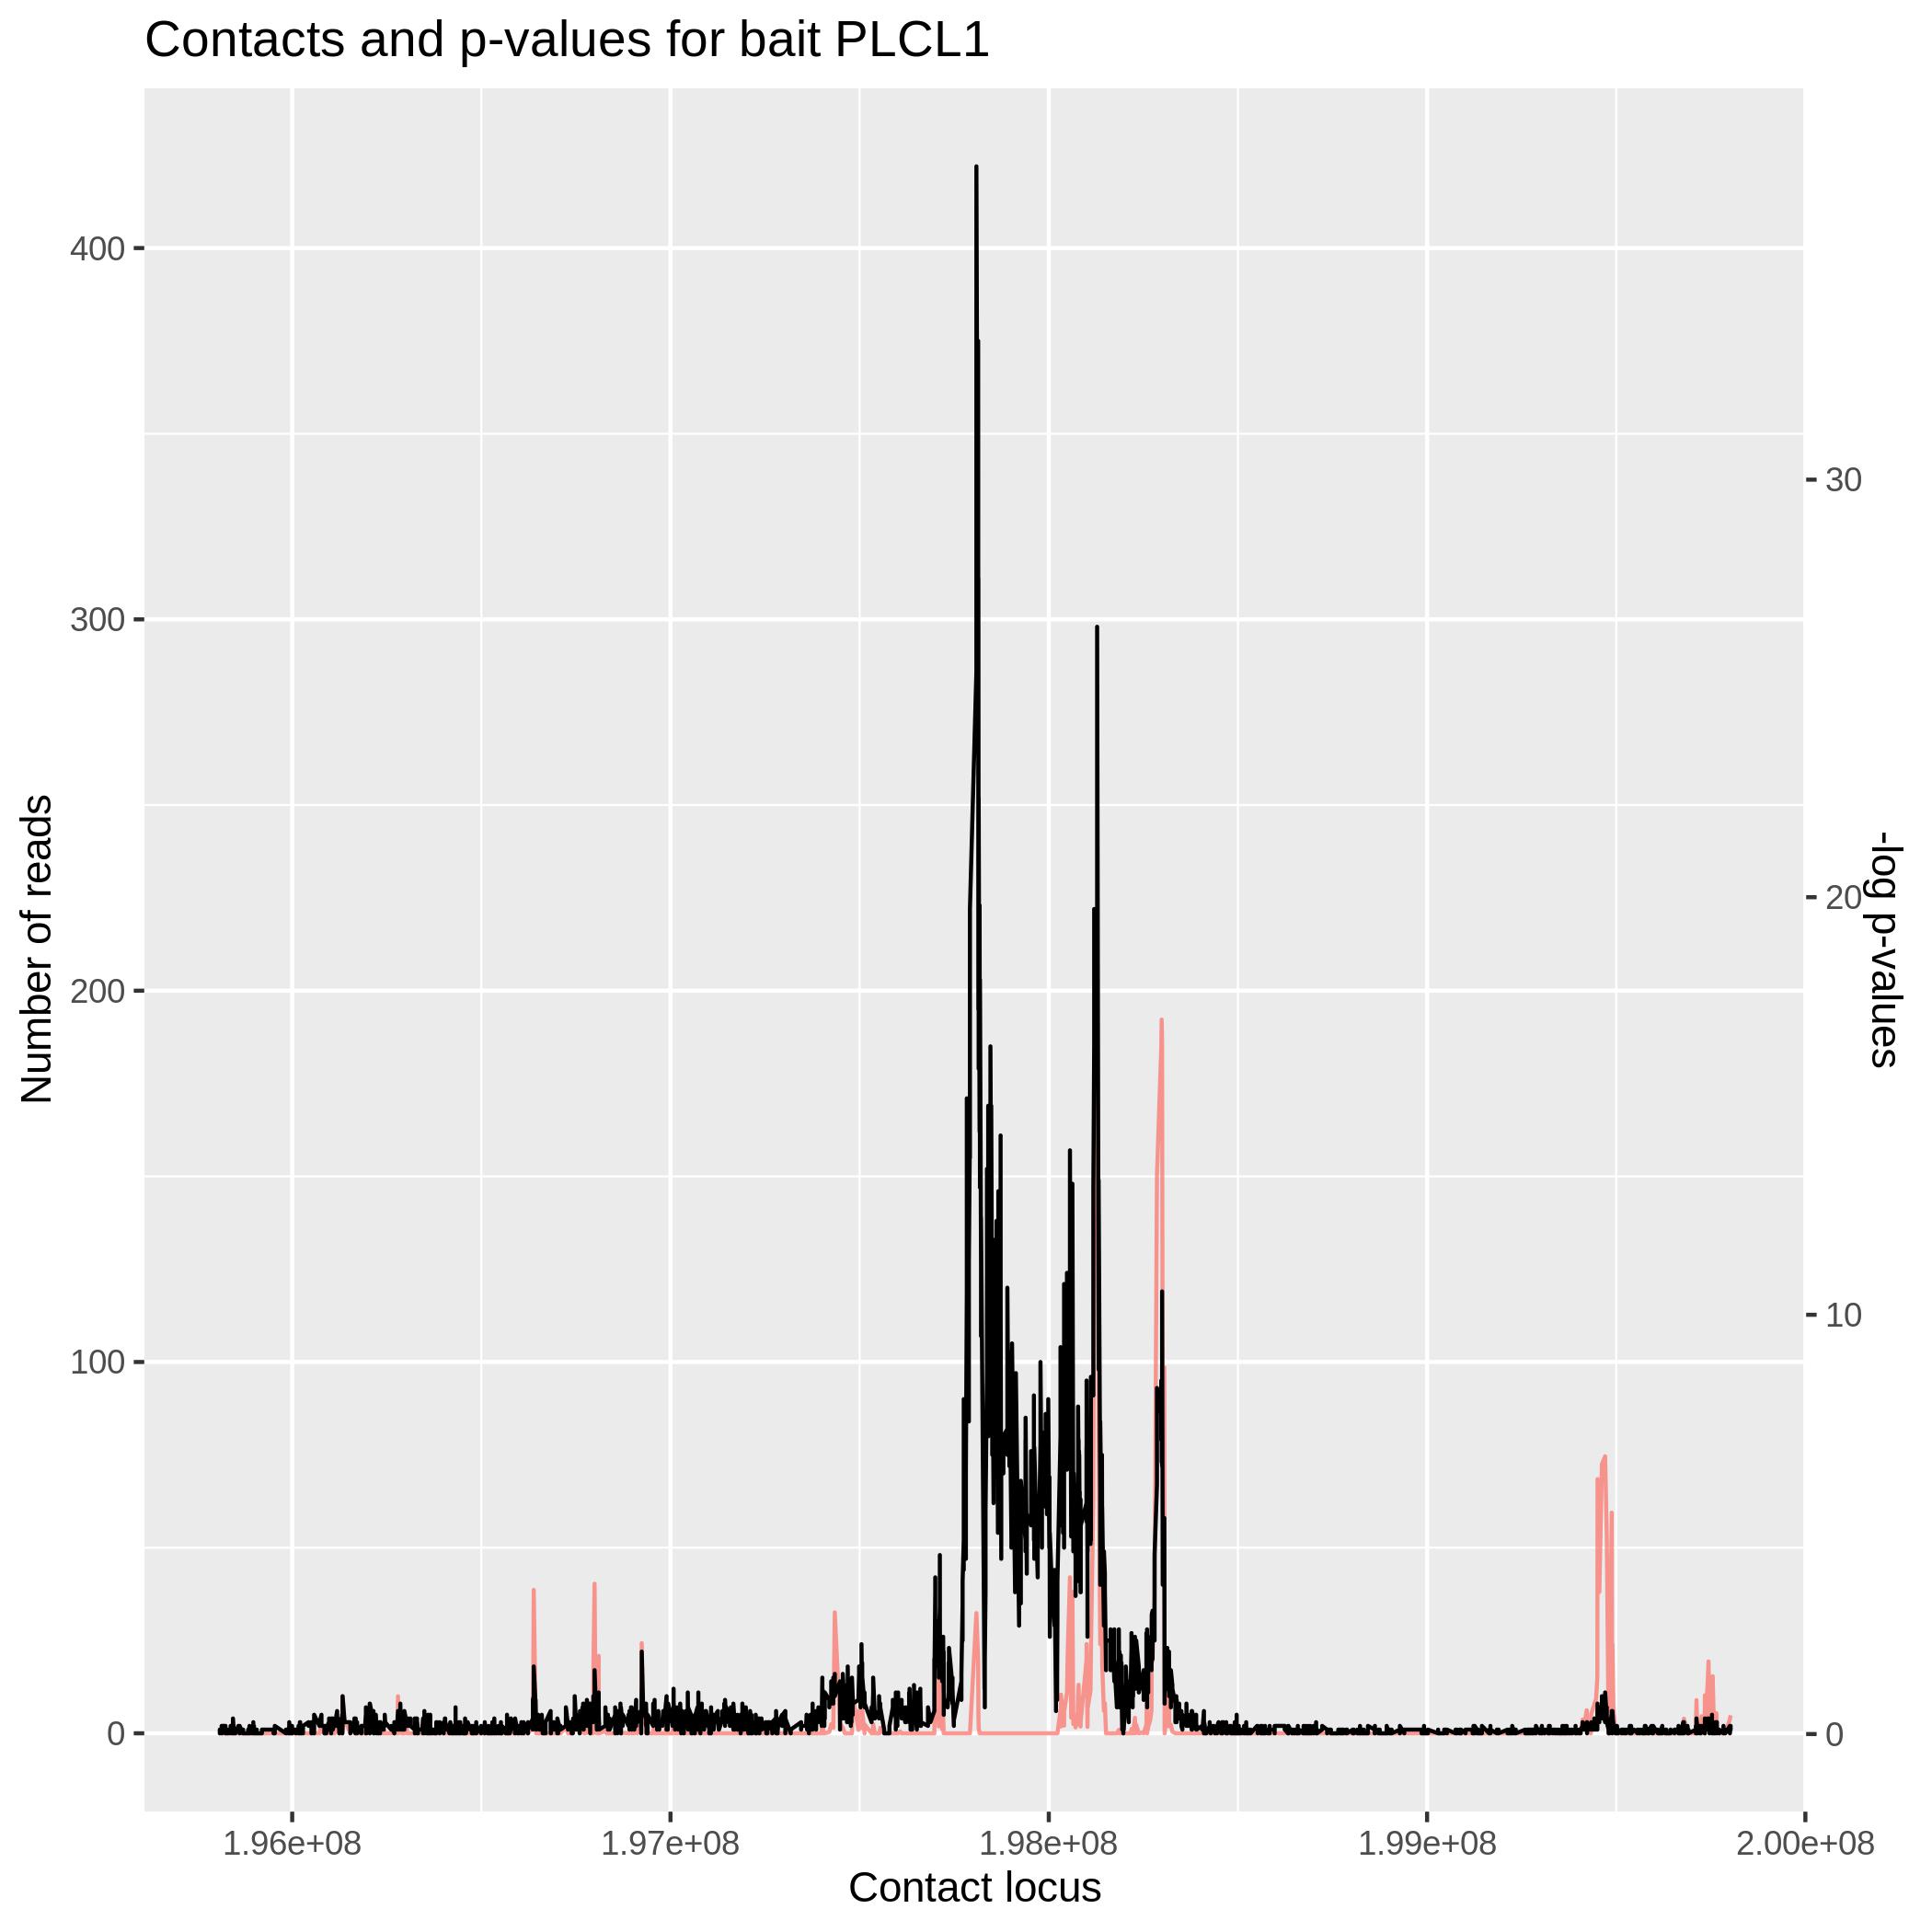 Contacts and p-values for bait PLCL1
400
300
200
100
0
Number of reads
30
20
10
0
-log p-values
1.96e+08
1.97e+08
1.98e+08
1.99e+08
2.00e+08
Contact locus